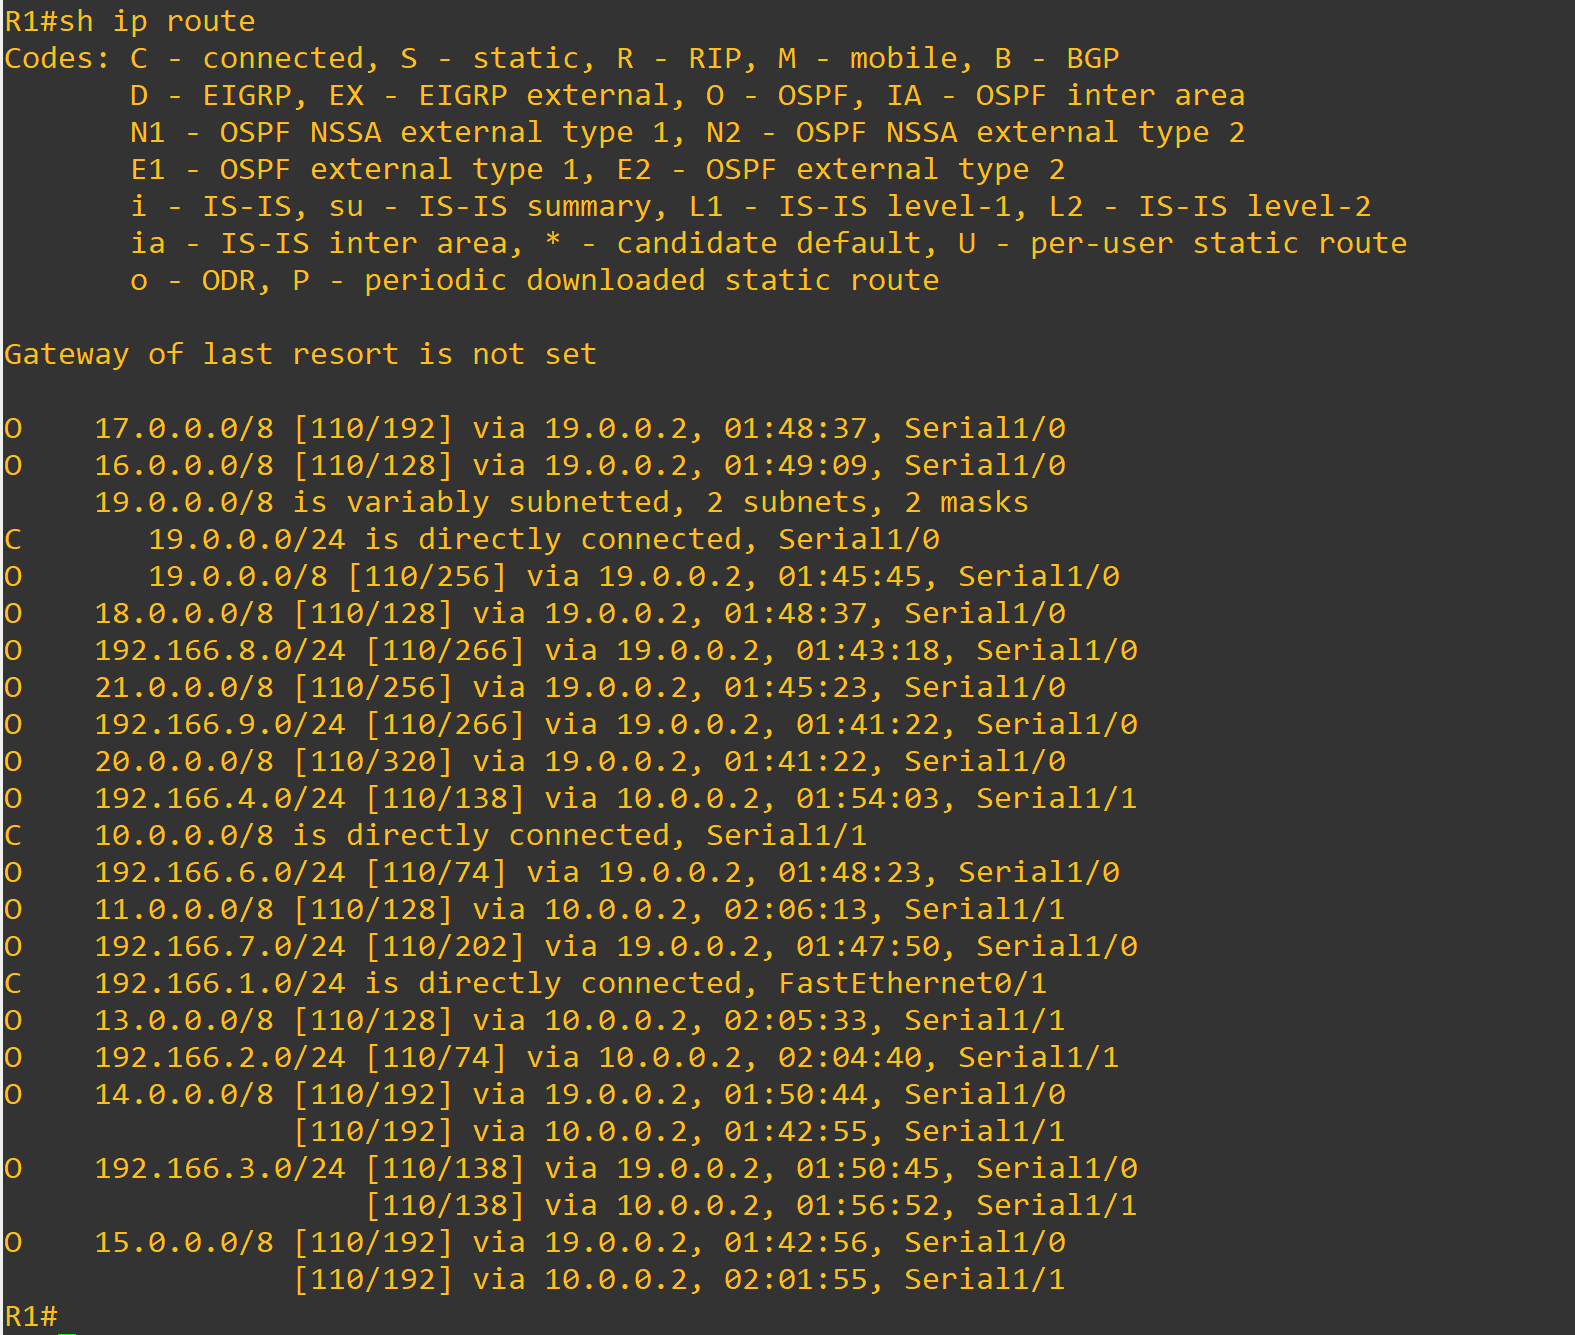 R1#sh ip route
Codes: C - connected, S - static, R - RIP, M - mobile, B - BGP
       D - EIGRP, EX - EIGRP external, O - OSPF, IA - OSPF inter area
       N1 - OSPF NSSA external type 1, N2 - OSPF NSSA external type 2
       E1 - OSPF external type 1, E2 - OSPF external type 2
       i - IS-IS, su - IS-IS summary, L1 - IS-IS level-1, L2 - IS-IS level-2
       ia - IS-IS inter area, * - candidate default, U - per-user static route
       o - ODR, P - periodic downloaded static route

Gateway of last resort is not set

O    17.0.0.0/8 [110/192] via 19.0.0.2, 01:48:37, Serial1/0
O    16.0.0.0/8 [110/128] via 19.0.0.2, 01:49:09, Serial1/0
     19.0.0.0/8 is variably subnetted, 2 subnets, 2 masks
C       19.0.0.0/24 is directly connected, Serial1/0
O       19.0.0.0/8 [110/256] via 19.0.0.2, 01:45:45, Serial1/0
O    18.0.0.0/8 [110/128] via 19.0.0.2, 01:48:37, Serial1/0
O    192.166.8.0/24 [110/266] via 19.0.0.2, 01:43:18, Serial1/0
O    21.0.0.0/8 [110/256] via 19.0.0.2, 01:45:23, Serial1/0
O    192.166.9.0/24 [110/266] via 19.0.0.2, 01:41:22, Serial1/0
O    20.0.0.0/8 [110/320] via 19.0.0.2, 01:41:22, Serial1/0
O    192.166.4.0/24 [110/138] via 10.0.0.2, 01:54:03, Serial1/1
C    10.0.0.0/8 is directly connected, Serial1/1
O    192.166.6.0/24 [110/74] via 19.0.0.2, 01:48:23, Serial1/0
O    11.0.0.0/8 [110/128] via 10.0.0.2, 02:06:13, Serial1/1
O    192.166.7.0/24 [110/202] via 19.0.0.2, 01:47:50, Serial1/0
C    192.166.1.0/24 is directly connected, FastEthernet0/1
O    13.0.0.0/8 [110/128] via 10.0.0.2, 02:05:33, Serial1/1
O    192.166.2.0/24 [110/74] via 10.0.0.2, 02:04:40, Serial1/1
O    14.0.0.0/8 [110/192] via 19.0.0.2, 01:50:44, Serial1/0
                [110/192] via 10.0.0.2, 01:42:55, Serial1/1
O    192.166.3.0/24 [110/138] via 19.0.0.2, 01:50:45, Serial1/0
                    [110/138] via 10.0.0.2, 01:56:52, Serial1/1
O    15.0.0.0/8 [110/192] via 19.0.0.2, 01:42:56, Serial1/0
                [110/192] via 10.0.0.2, 02:01:55, Serial1/1
R1#